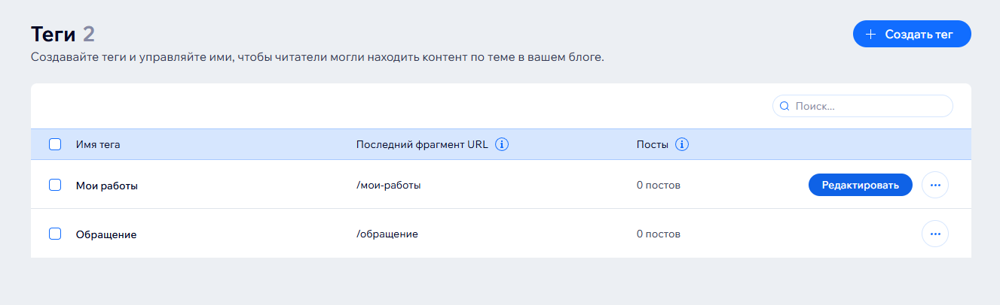 Теги 2
+ Создать тег
Создавайте теги и управляйте ими, чтобы читатели могли находить контент по теме в вашем блоге.
Поиск...
Имя тега Последний фрагмент URL Посты
Мои работы /мои-работы 0 постов Редактировать
Обращение /обращение 0 постов